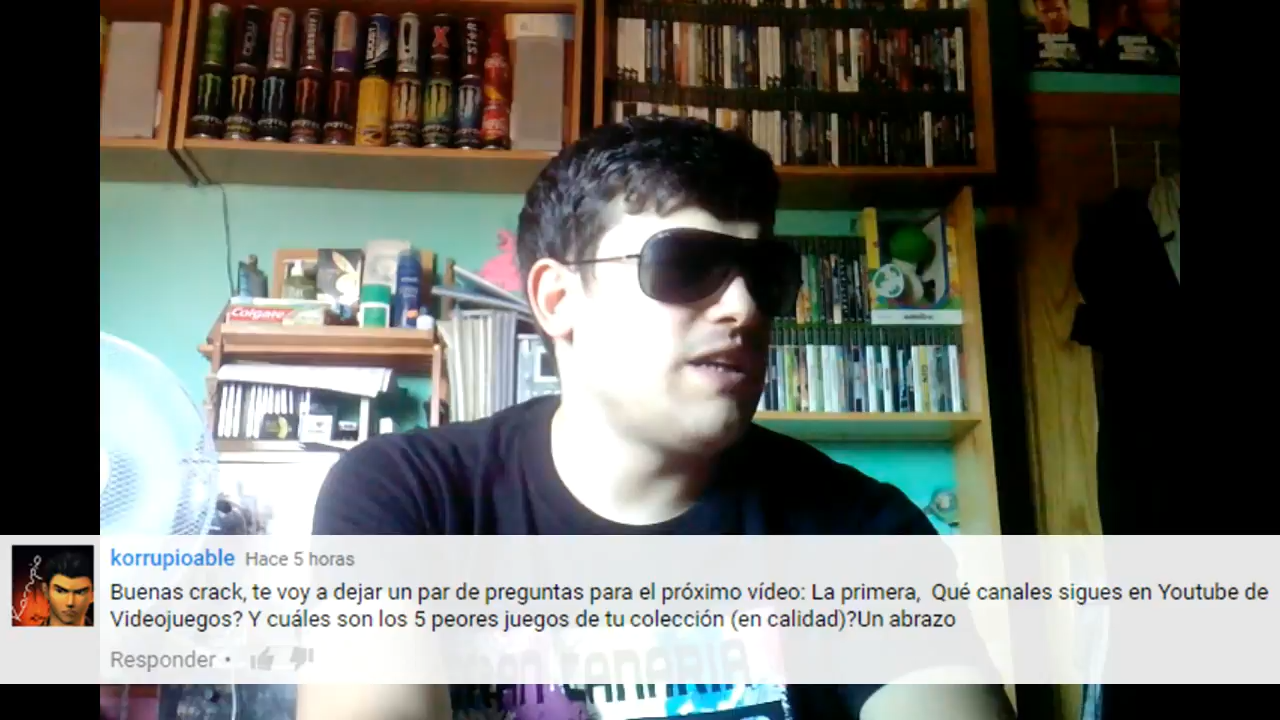 Colgate
korrupioable Hace 5 horas
Buenas crack, te voy a dejar un par de preguntas para el próximo vídeo: La primera,  Qué canales sigues en Youtube de
Videojuegos? Y cuáles son los 5 peores juegos de tu colección (en calidad)?Un abrazo
Responder •
GRAN CANARIA